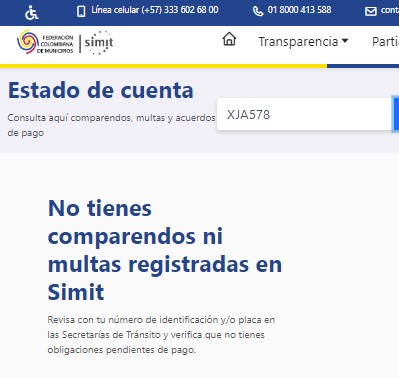 Línea celular (+57) 333 602 68 00
01 8000 413 588
FEDERACIÓN
COLOMBIANA
DE MUNICIPIOS
simit
Transparencia
Estado de cuenta
Consulta aquí comparendos, multas y acuerdos
de pago
XJA578
No tienes
comparendos ni
multas registradas en
Simit
Revisa con tu número de identificación y/o placa en
las Secretarías de Tránsito y verifica que no tienes
obligaciones pendientes de pago.